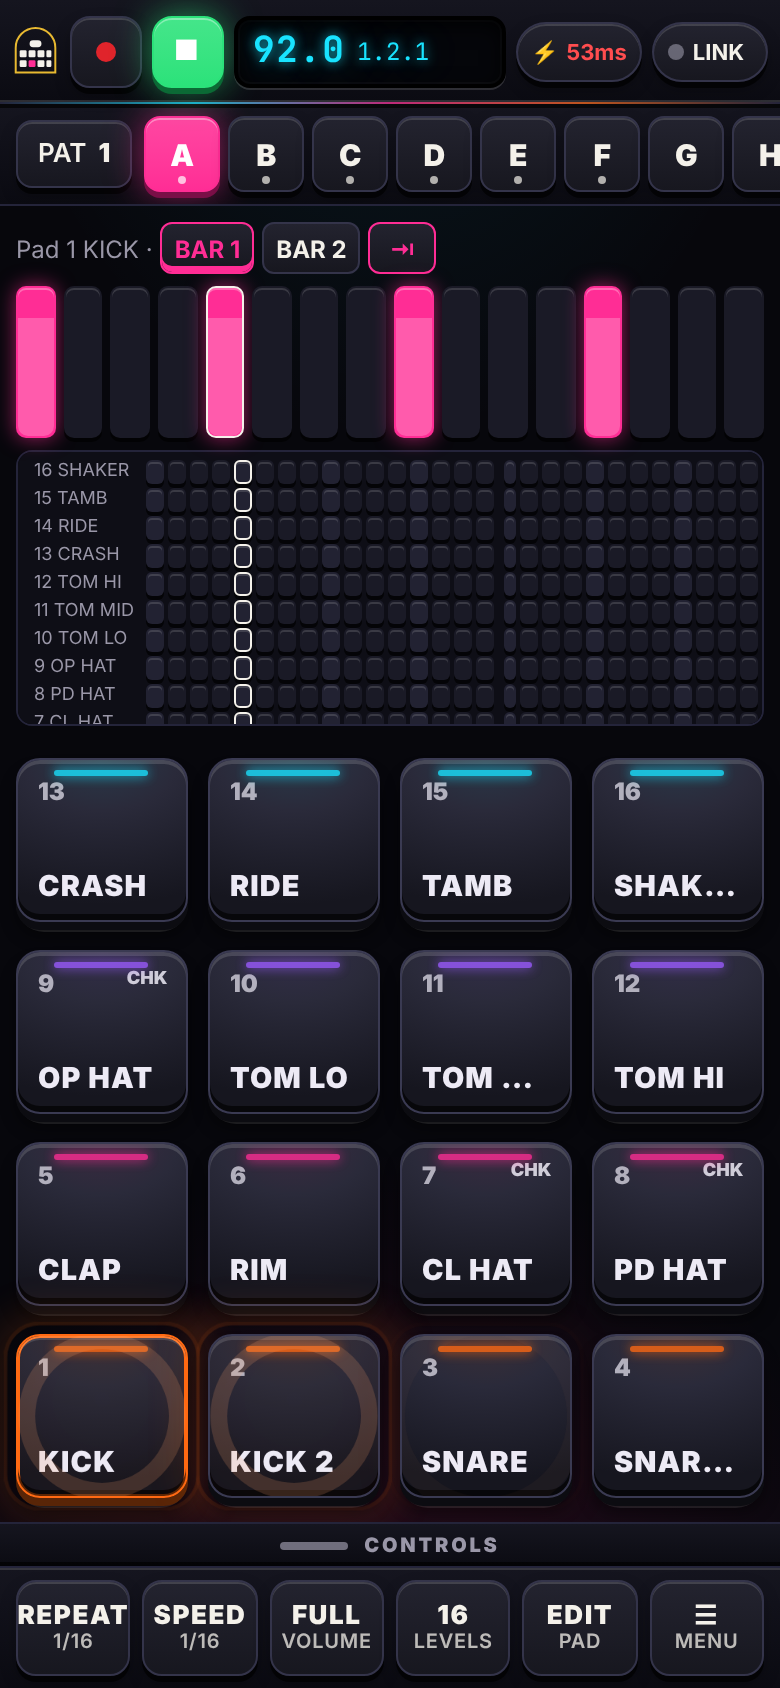 92.0 1.2.1 ⚡ 53ms LINK
PAT 1 A B C D E F G H
Pad 1 KICK · BAR 1 BAR 2 ⇥
16 SHAKER
15 TAMB
14 RIDE
13 CRASH
12 TOM HI
11 TOM MID
10 TOM LO
9 OP HAT
8 PD HAT
7 CL HAT
13 14 15 16
CRASH RIDE TAMB SHAK...
9 CHK 10 11 12
OP HAT TOM LO TOM ... TOM HI
5 6 7 CHK 8 CHK
CLAP RIM CL HAT PD HAT
1 2 3 4
KICK KICK 2 SNARE SNAR...
CONTROLS
REPEAT SPEED FULL 16 EDIT ☰
1/16 1/16 VOLUME LEVELS PAD MENU